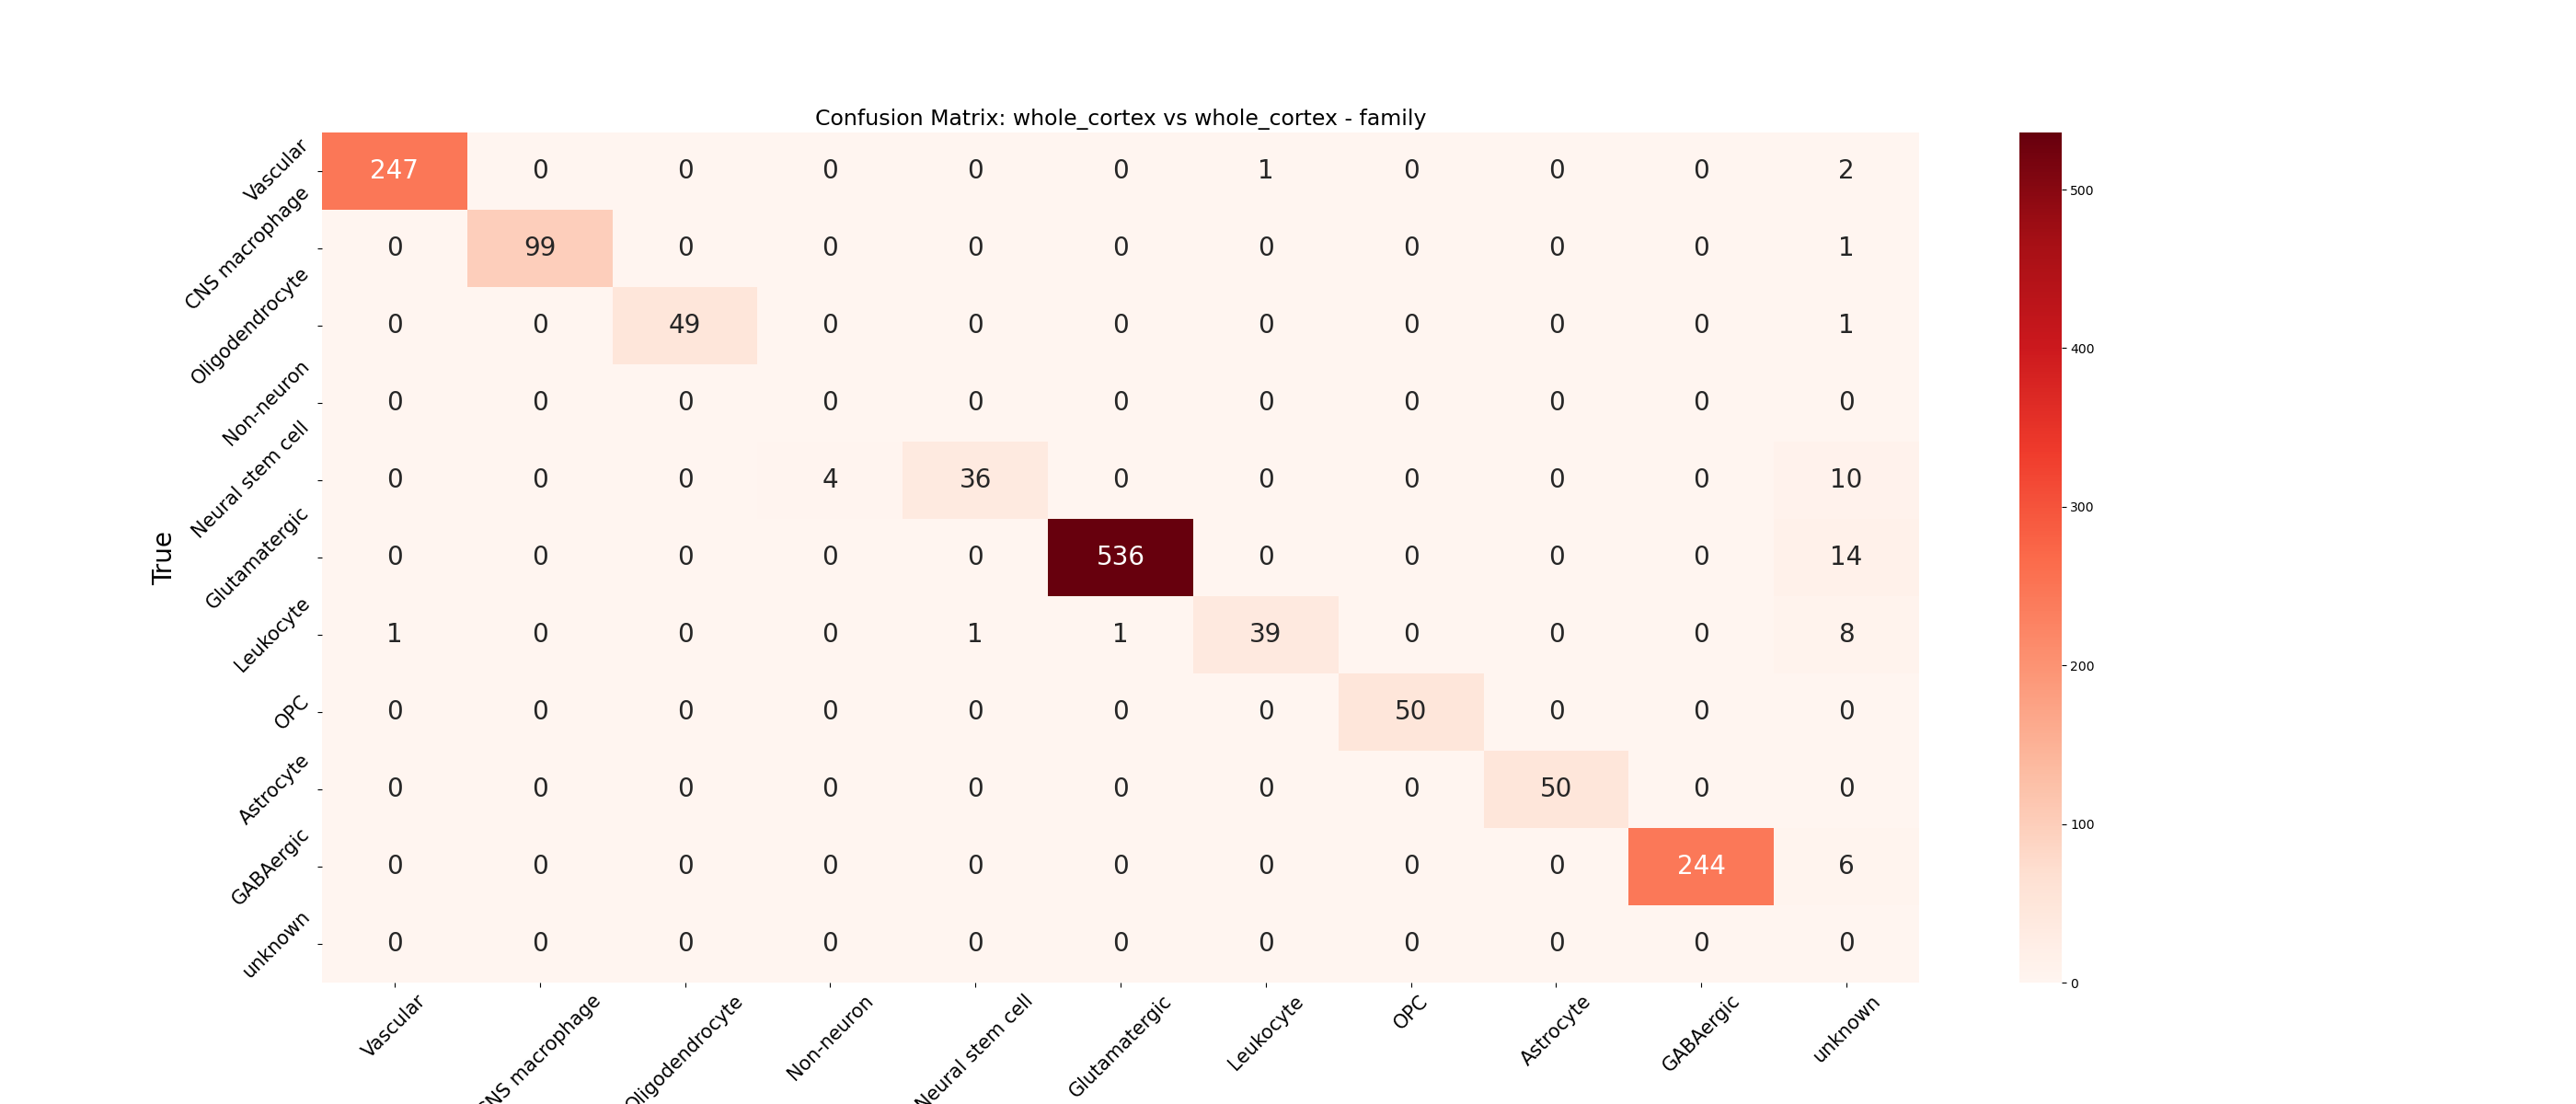 Confusion Matrix: whole_cortex vs whole_cortex - family
Vascular 247 0 0 0 0 0 1 0 0 0 2
CNS macrophage 0 99 0 0 0 0 0 0 0 0 1
Oligodendrocyte 0 0 49 0 0 0 0 0 0 0 1
Non-neuron 0 0 0 0 0 0 0 0 0 0 0
Neural stem cell 0 0 0 4 36 0 0 0 0 0 10
Glutamatergic 0 0 0 0 0 536 0 0 0 0 14
Leukocyte 1 0 0 0 1 1 39 0 0 0 8
OPC 0 0 0 0 0 0 0 50 0 0 0
Astrocyte 0 0 0 0 0 0 0 0 50 0 0
GABAergic 0 0 0 0 0 0 0 0 0 244 6
unknown 0 0 0 0 0 0 0 0 0 0 0
True
Vascular CNS macrophage Oligodendrocyte Non-neuron Neural stem cell Glutamatergic Leukocyte OPC Astrocyte GABAergic unknown
500
400
300
200
100
0